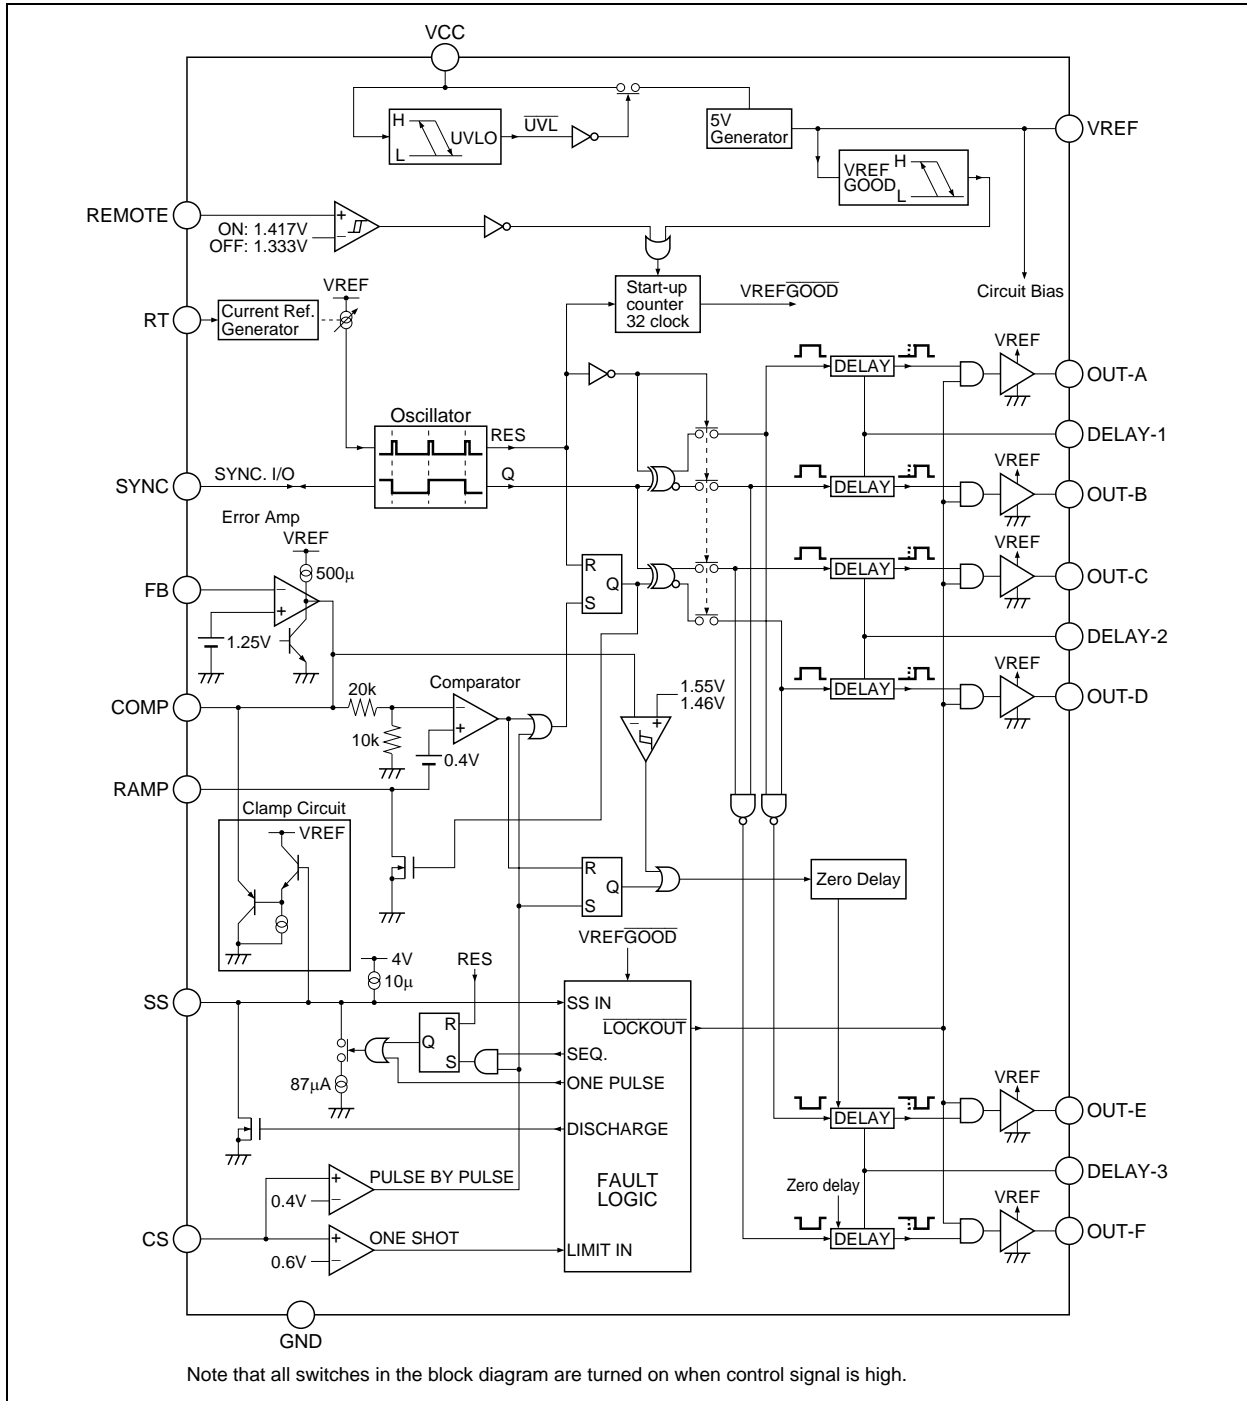 VCC
H
L
UVLO
UVL
5V
Generator
VREF
VREF
GOOD
H
L
REMOTE
ON: 1.417V
OFF: 1.333V
+
−
Start-up
counter
32 clock
VREFGOOD
Circuit Bias
VREF
RT
Current Ref.
Generator
VREF
DELAY
OUT-A
Oscillator
RES
DELAY-1
SYNC
SYNC. I/O
Q
DELAY
OUT-B
Error Amp
VREF
500μ
FB
−
+
1.25V
R
Q
S
VREF
DELAY
OUT-C
DELAY-2
VREF
COMP
20k
10k
Comparator
−
+
0.4V
1.55V
1.46V
−
+
DELAY
OUT-D
RAMP
Clamp Circuit
VREF
R
Q
S
Zero Delay
VREFGOOD
4V
10μ
RES
SS
SS IN
LOCKOUT
R
Q
S
SEQ.
87μA
ONE PULSE
VREF
DELAY
OUT-E
DISCHARGE
FAULT
LOGIC
DELAY-3
+
−
0.4V
PULSE BY PULSE
Zero delay
VREF
CS
+
−
0.6V
ONE SHOT
LIMIT IN
DELAY
OUT-F
GND
Note that all switches in the block diagram are turned on when control signal is high.